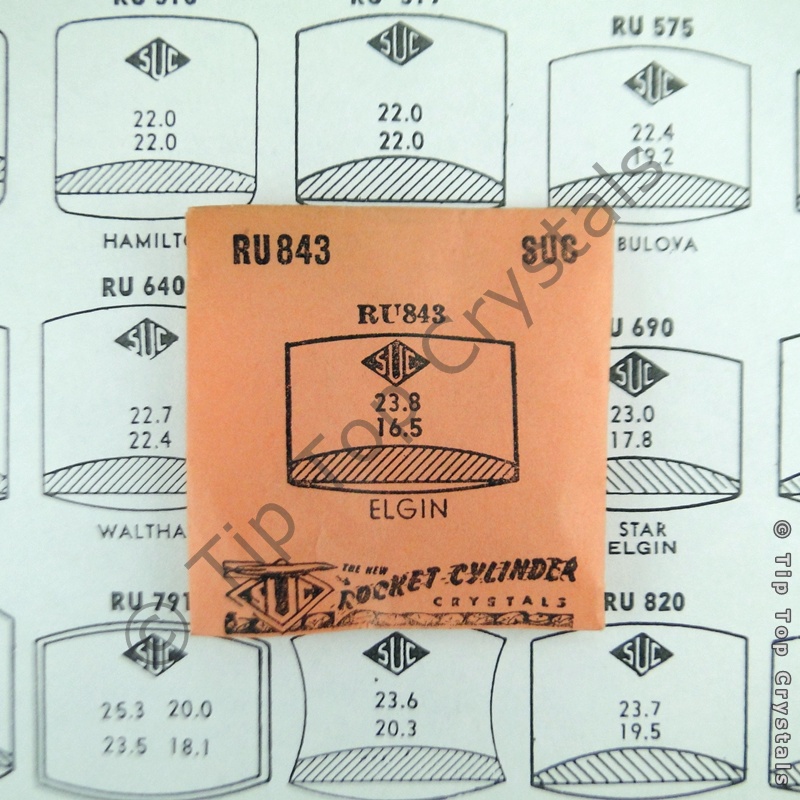 SUC
22.0
22.0
HAMILT
SUC
22.0
22.0
RU 575
SUC
22.4
19.2
BULOVA
RU 640
SUC
22.7
22.4
WALTHA
RU843 SUC
RU843
SUC
23.8
16.5
ELGIN
SUC THE NEW
ROCKET CYLINDER
CRYSTALS
U 690
SUC
23.0
17.8
STAR
ELGIN
RU 791
SUC
25.3 20.0
23.5 18.1
SUC
23.6
20.3
RU 820
SUC
23.7
19.5
© Tip Top Crystals
© Tip Top Crystals